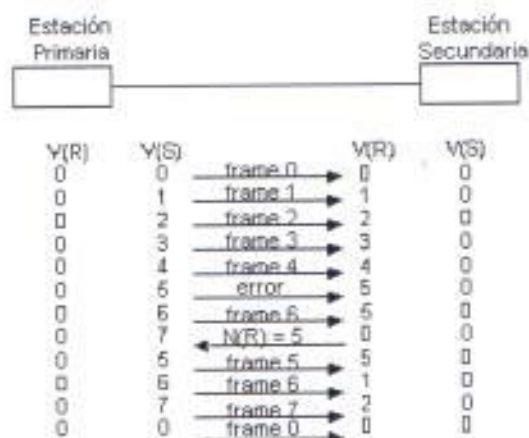 Estación Primaria
Estación Secundaria
V(R) V(S) V(R) V(S)
0 0 frame 0 0 0
0 1 frame 1 1 0
0 2 frame 2 2 0
0 3 frame 3 3 0
0 4 frame 4 4 0
0 5 error 5 0
0 6 frame 6 5 0
0 7 N(R) = 5 0 0
0 5 frame 5 5 0
0 6 frame 6 1 0
0 7 frame 7 2 0
0 0 frame 0 0 0